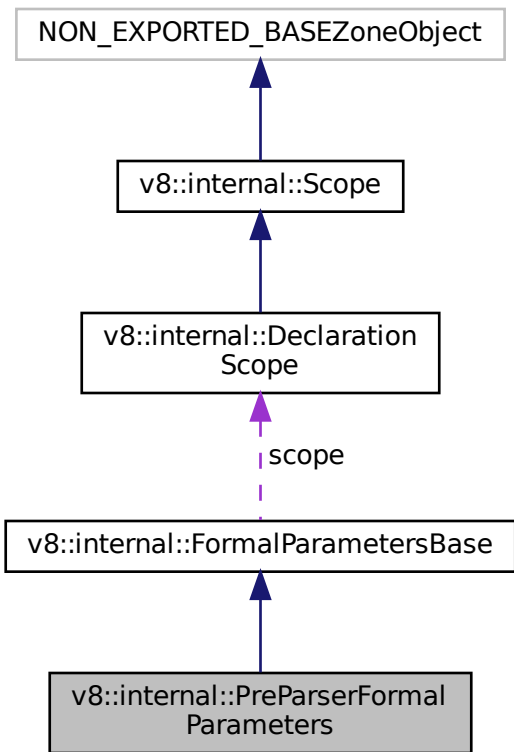 NON_EXPORTED_BASEZoneObject
v8::internal::Scope
v8::internal::Declaration
Scope
scope
v8::internal::FormalParametersBase
v8::internal::PreParserFormal
Parameters